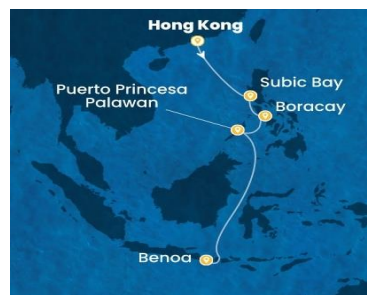 Hong Kong
Subic Bay
Puerto Princesa
Palawan
Boracay
Benoa